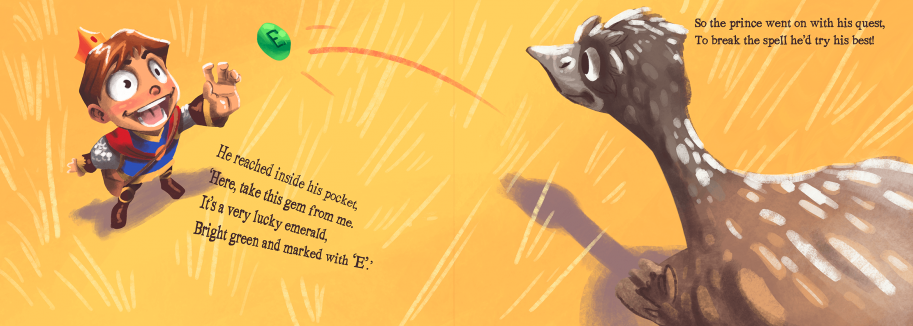 E
He reached inside his pocket,
'Here, take this gem from me.
It's a very lucky emerald,
Bright green and marked with 'E'.'
So the prince went on with his quest,
To break the spell he'd try his best!